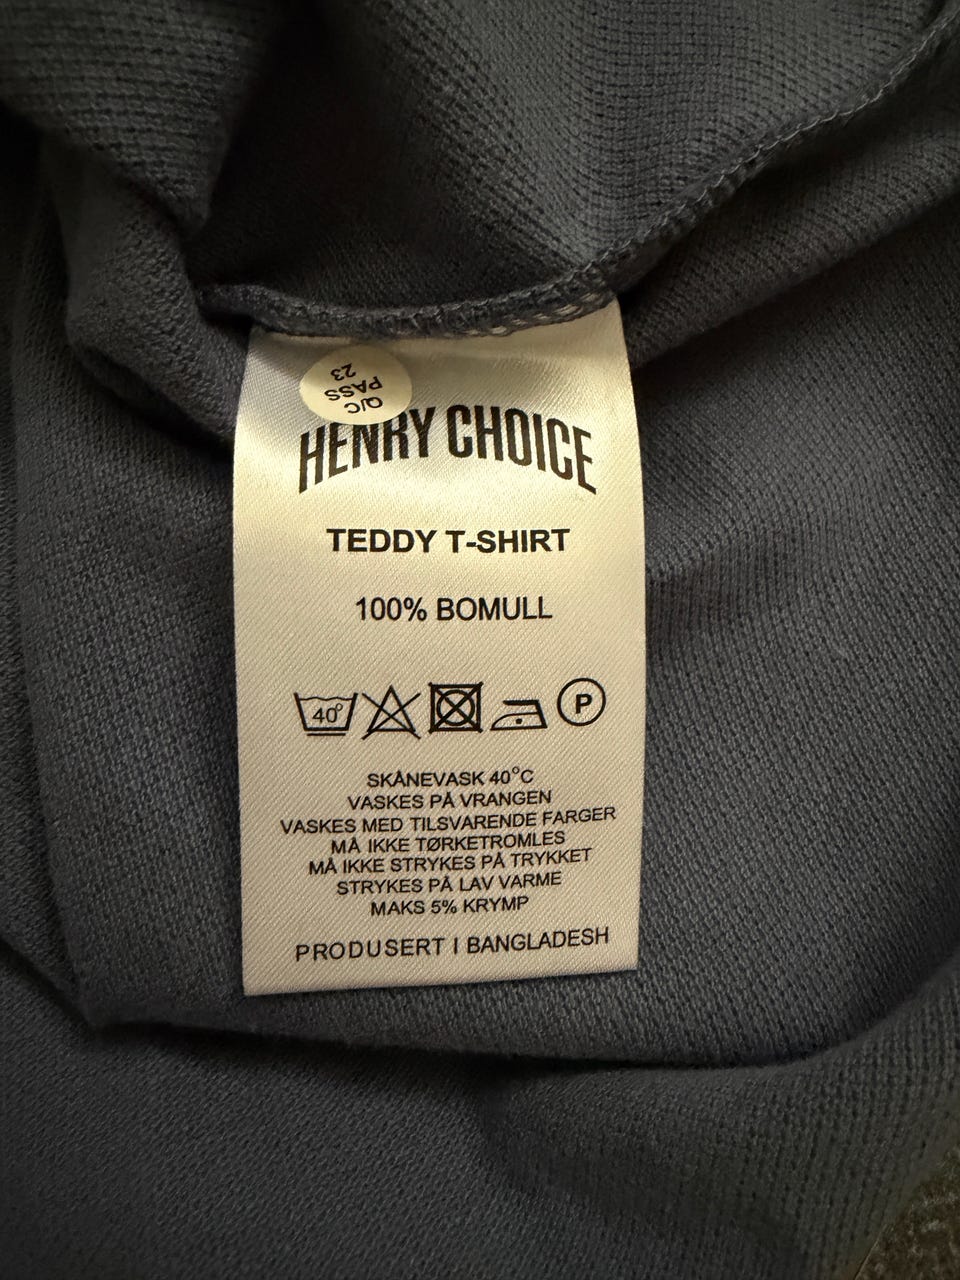 Q/C
PASS
23
HENRY CHOICE
TEDDY T-SHIRT
100% BOMULL
40°
P
SKÅNEVASK 40°C
VASKES PÅ VRANGEN
VASKES MED TILSVARENDE FARGER
MÅ IKKE TØRKETROMLES
MÅ IKKE STRYKES PÅ TRYKKET
STRYKES PÅ LAV VARME
MAKS 5% KRYMP
PRODUSERT I BANGLADESH